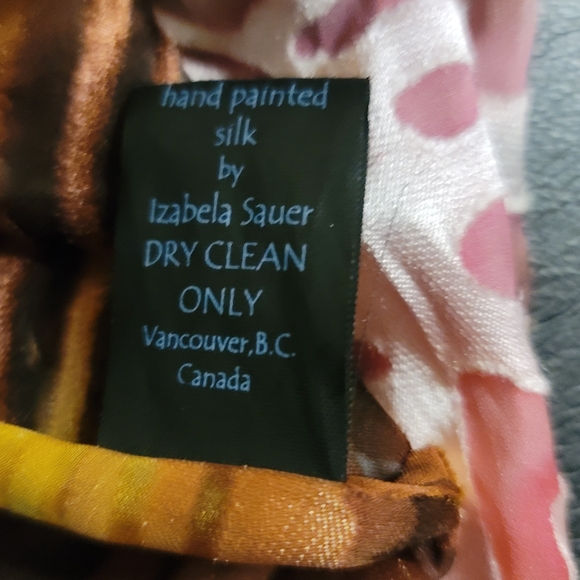 hand painted
silk
by
Izabela Sauer
DRY CLEAN
ONLY
Vancouver, B.C.
Canada